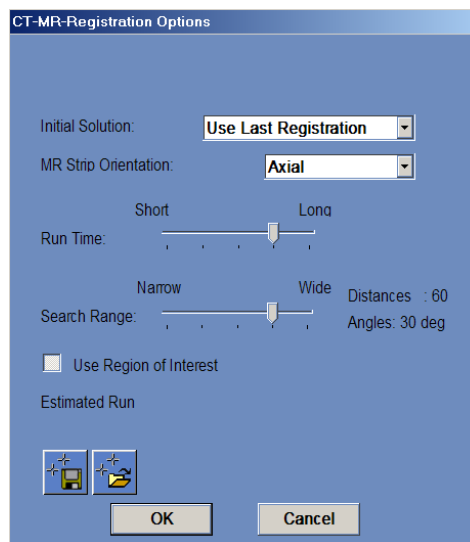 CT-MR-Registration Options
Initial Solution: Use Last Registration
MR Strip Orientation: Axial
Short Long
Run Time:
Narrow Wide
Distances : 60
Search Range:
Angles: 30 deg
Use Region of Interest
Estimated Run
OK Cancel